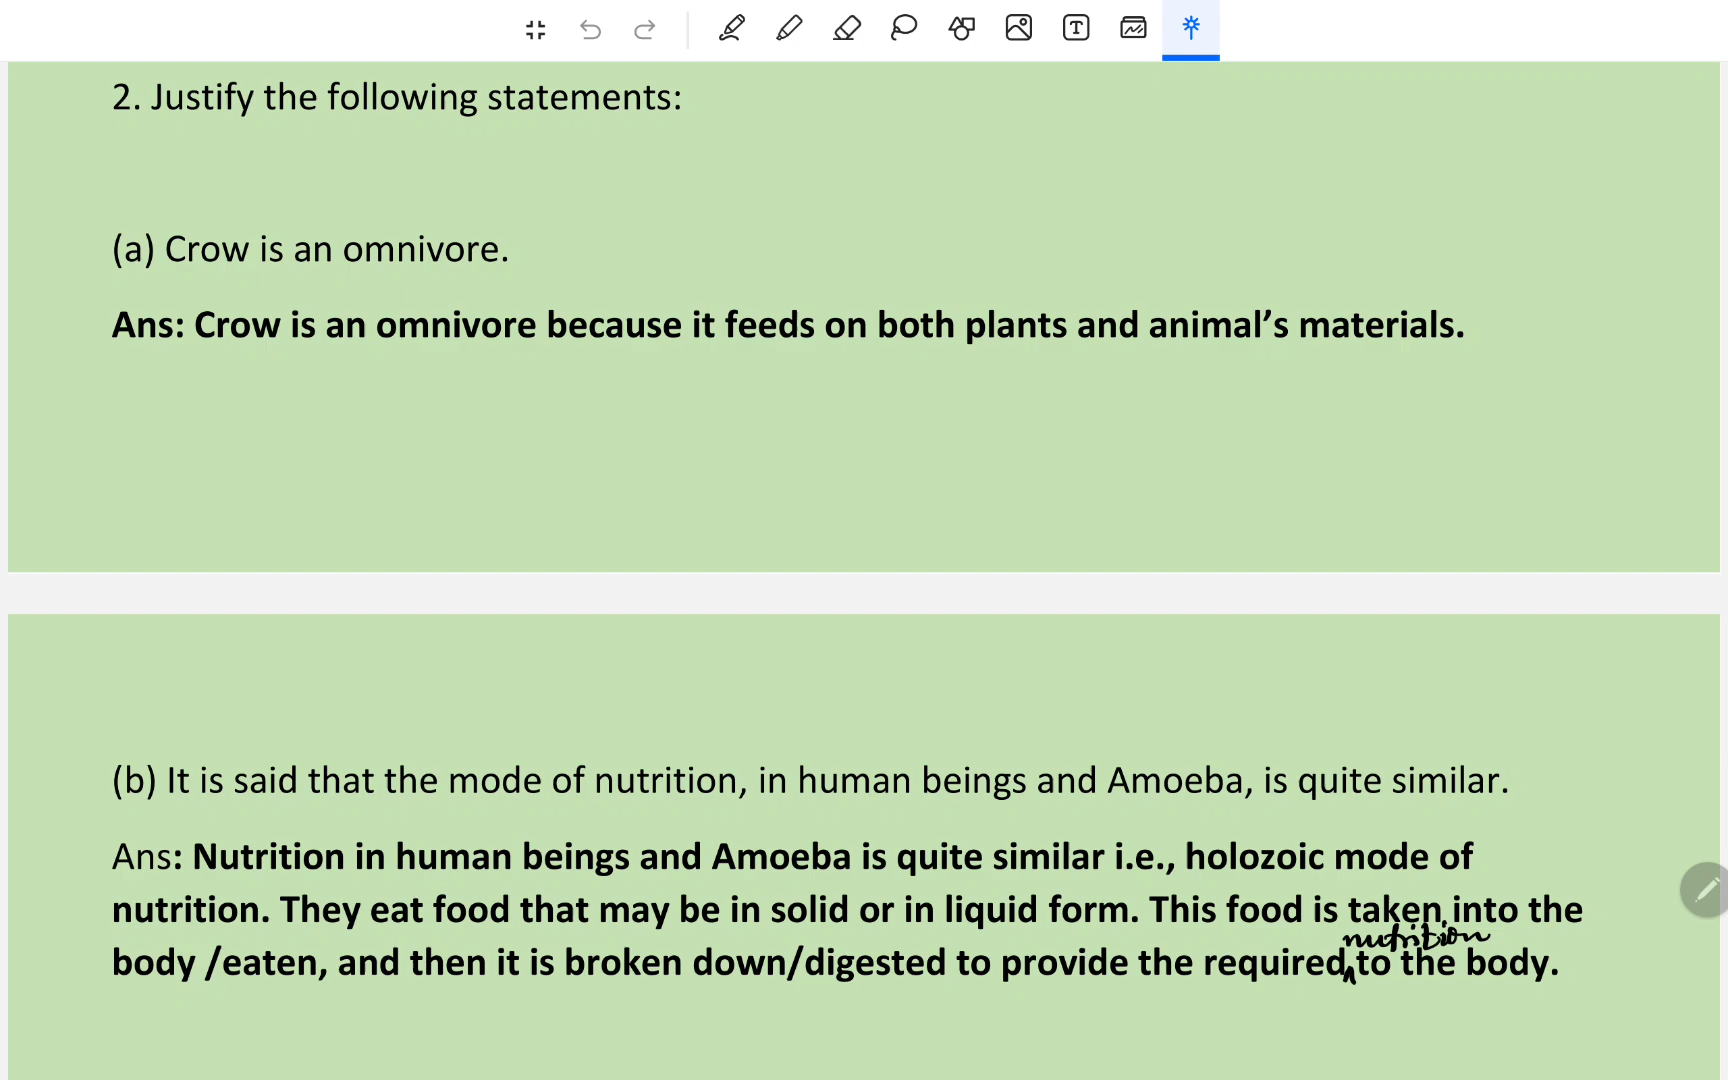 2. Justify the following statements:
(a) Crow is an omnivore.
Ans: Crow is an omnivore because it feeds on both plants and animal’s materials.
(b) It is said that the mode of nutrition, in human beings and Amoeba, is quite similar.
Ans: Nutrition in human beings and Amoeba is quite similar i.e., holozoic mode of
nutrition. They eat food that may be in solid or in liquid form. This food is taken into the
nutrition
body /eaten, and then it is broken down/digested to provide the required to the body.